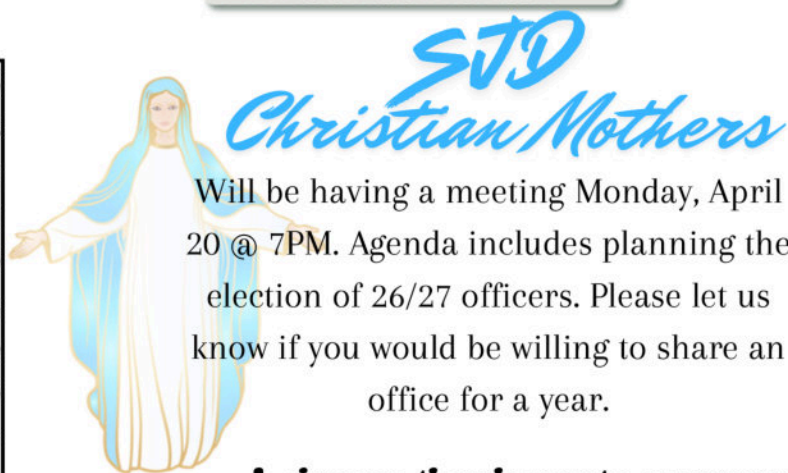 SJD
Christian Mothers
Will be having a meeting Monday, April
20 @ 7PM. Agenda includes planning the
election of 26/27 officers. Please let us
know if you would be willing to share an
office for a year.